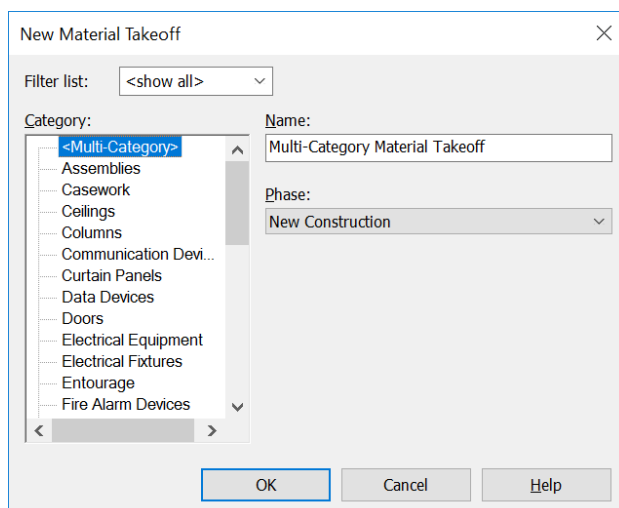 New Material Takeoff
Filter list:
<show all>
Category:
<Multi-Category>
Assemblies
Casework
Ceilings
Columns
Communication Devi...
Curtain Panels
Data Devices
Doors
Electrical Equipment
Electrical Fixtures
Entourage
Fire Alarm Devices
Name:
Multi-Category Material Takeoff
Phase:
New Construction
OK
Cancel
Help